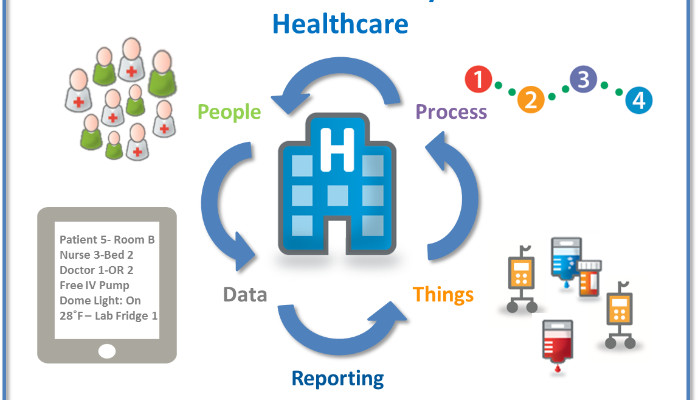 Healthcare
1
2
3
4
People
Process
H
Patient 5- Room B
Nurse 3-Bed 2
Doctor 1-OR 2
Free IV Pump
Dome Light: On
28°F – Lab Fridge 1
Data
Things
Reporting